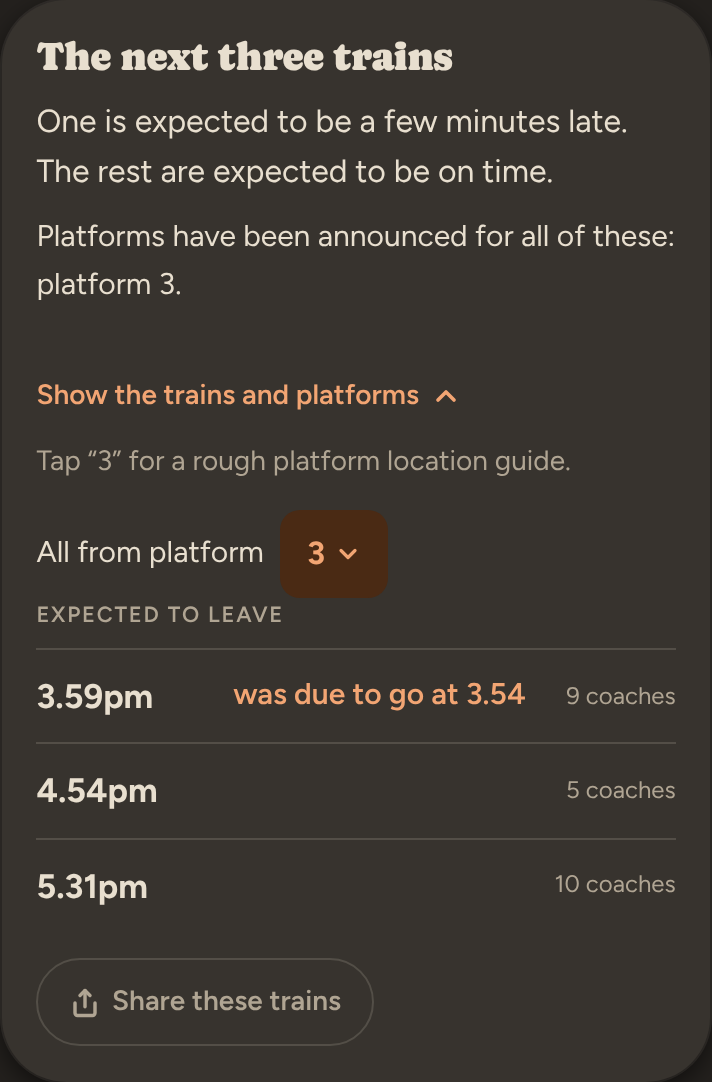 The next three trains
One is expected to be a few minutes late.
The rest are expected to be on time.
Platforms have been announced for all of these:
platform 3.
Show the trains and platforms
Tap “3” for a rough platform location guide.
All from platform 3
EXPECTED TO LEAVE
3.59pm was due to go at 3.54 9 coaches
4.54pm 5 coaches
5.31pm 10 coaches
Share these trains